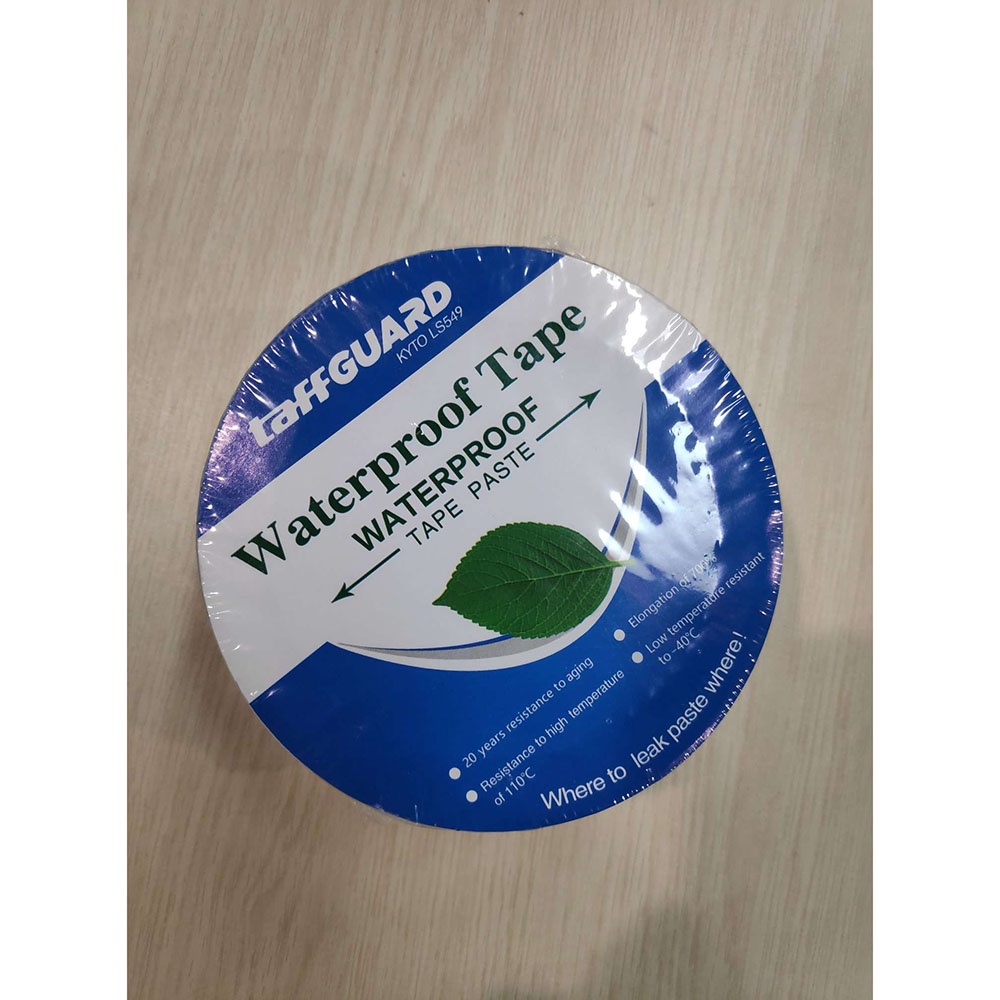 taffGUARD
KYTO LS549
Waterproof Tape
WATERPROOF
TAPE PASTE
20 years resistance to aging
Resistance to high temperature
of 110°C
Elongation of 700%
Low temperature resistant
to -40°C
Where to leak paste where!